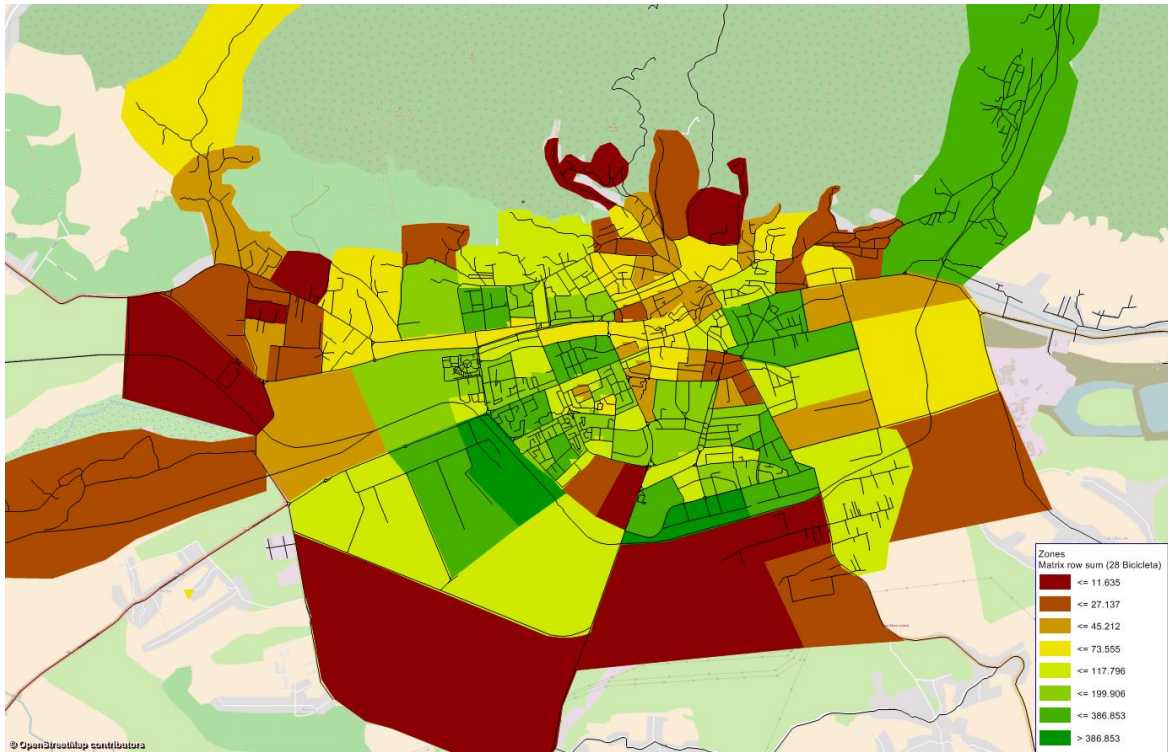 Zones
Matrix row sum (28 Bicicleta)
<= 11.635
<= 27.137
<= 45.212
<= 73.555
<= 117.796
<= 199.906
<= 386.853
> 386.853
© OpenStreetMap contributors